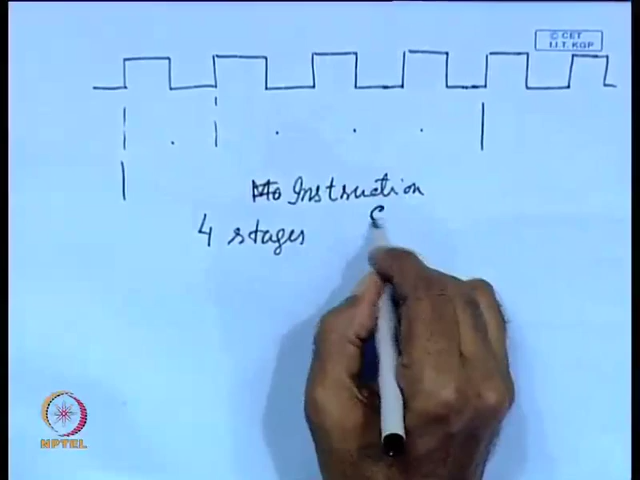 © CET
I.I.T. KGP
Instruction
4 stages
NPTEL